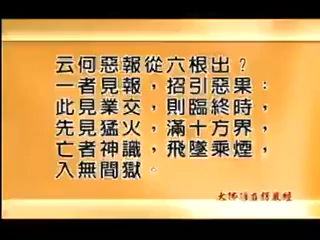 云何惡報從六根出？
一者見報，招引惡果：
此見業交，則臨終時，
先見猛火，滿十方界，
亡者神識，飛墜乘煙，
入無間獄。
大佛頂首楞嚴經